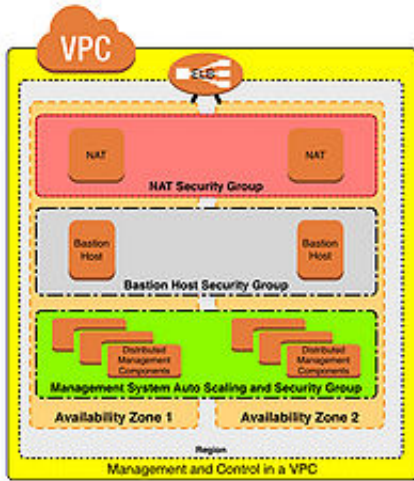 VPC
ELB
NAT
NAT
NAT Security Group
Bastion
Host
Bastion
Host
Bastion Host Security Group
Distributed
Management
Components
Distributed
Management
Components
Management System Auto Scaling and Security Group
Availability Zone 1
Availability Zone 2
Region
Management and Control in a VPC